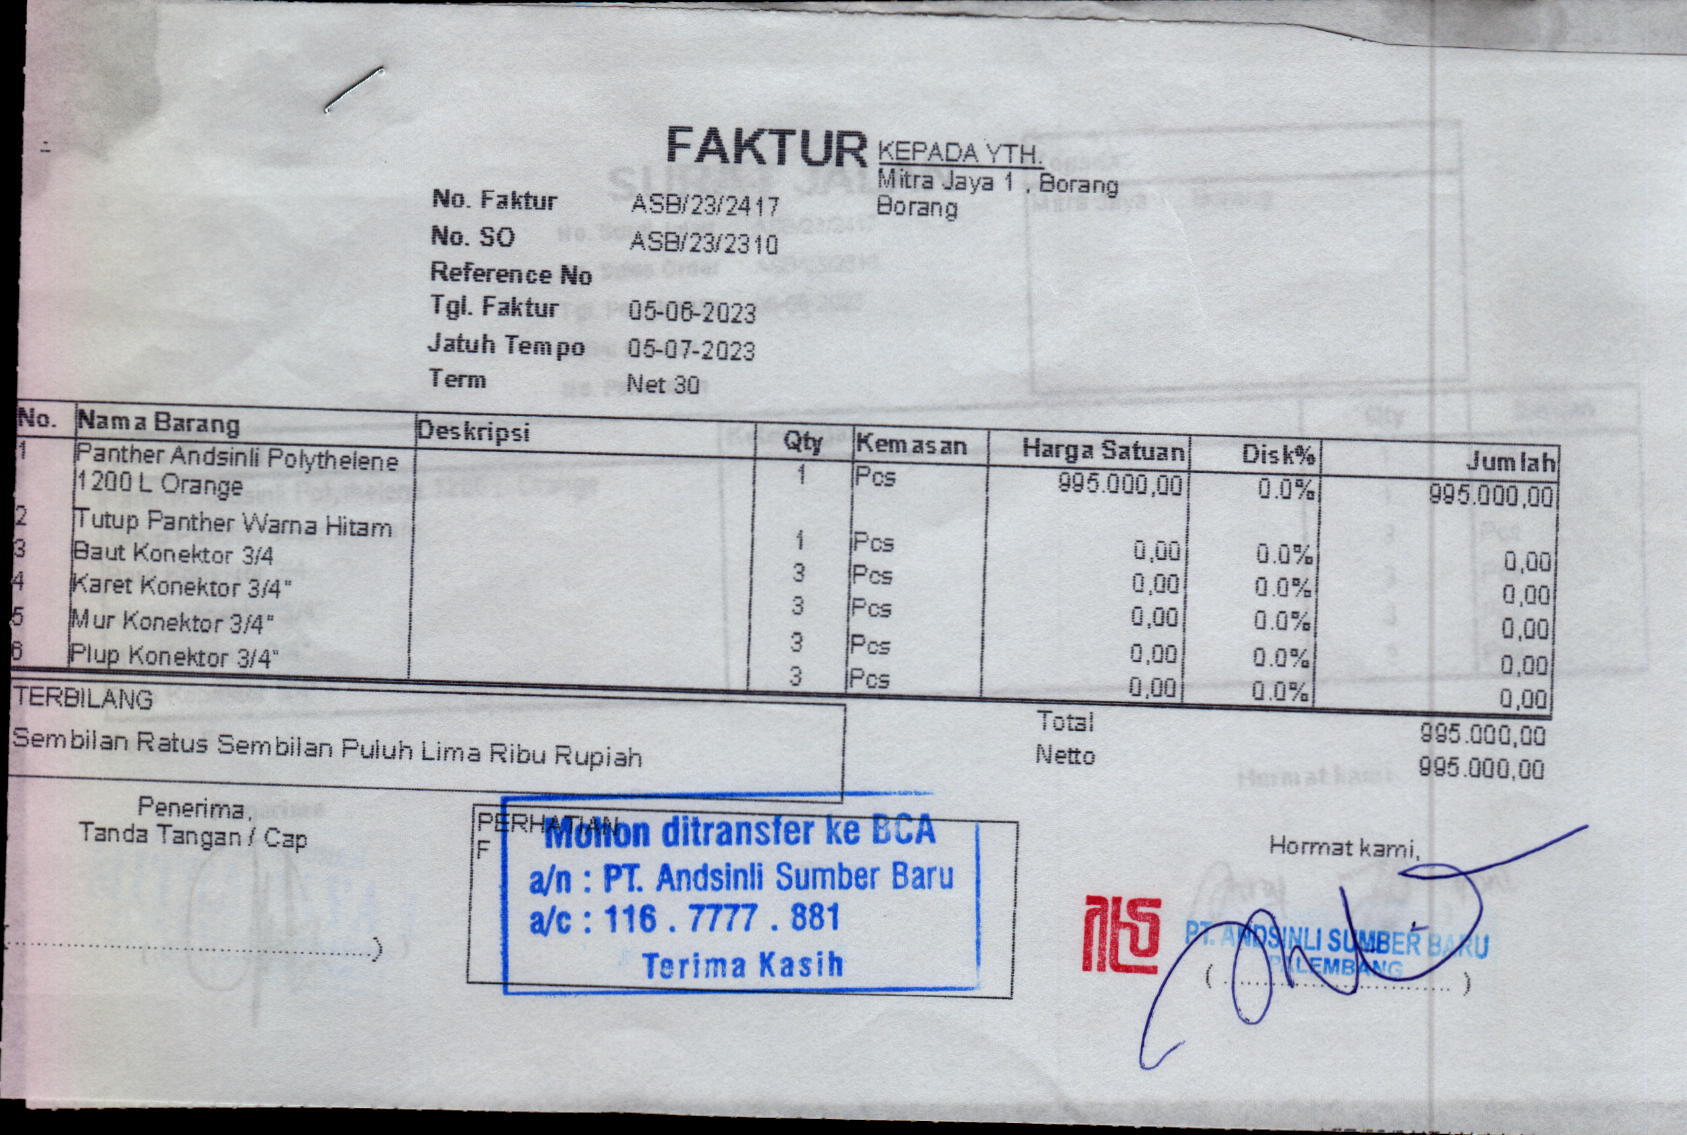 FAKTUR
KEPADA YTH.
Mitra Jaya 1 , Borang
Borang
No. Faktur ASB/23/2417
No. SO ASB/23/2310
Reference No
Tgl. Faktur 05-06-2023
Jatuh Tempo 05-07-2023
Term Net 30
No. Nama Barang Deskripsi Qty Kemasan Harga Satuan Disk% Jumlah
1 Panther Andsinli Polythelene 1 Pcs 995.000,00 0.0% 995.000,00
1200 L Orange
2 Tutup Panther Warna Hitam 1 Pcs 0,00 0.0% 0,00
3 Baut Konektor 3/4 3 Pcs 0,00 0.0% 0,00
4 Karet Konektor 3/4" 3 Pcs 0,00 0.0% 0,00
5 Mur Konektor 3/4" 3 Pcs 0,00 0.0% 0,00
6 Plup Konektor 3/4" 3 Pcs 0,00 0.0% 0,00
TERBILANG
Sembilan Ratus Sembilan Puluh Lima Ribu Rupiah
Total 995.000,00
Netto 995.000,00
Penerima,
Tanda Tangan / Cap
(..........................................)
PERHATIAN
F
Mohon ditransfer ke BCA
a/n : PT. Andsinli Sumber Baru
a/c : 116 . 7777 . 881
Terima Kasih
Hormat kami,
PT. ANDSINLI SUMBER BARU
PALEMBANG
( .............................. )